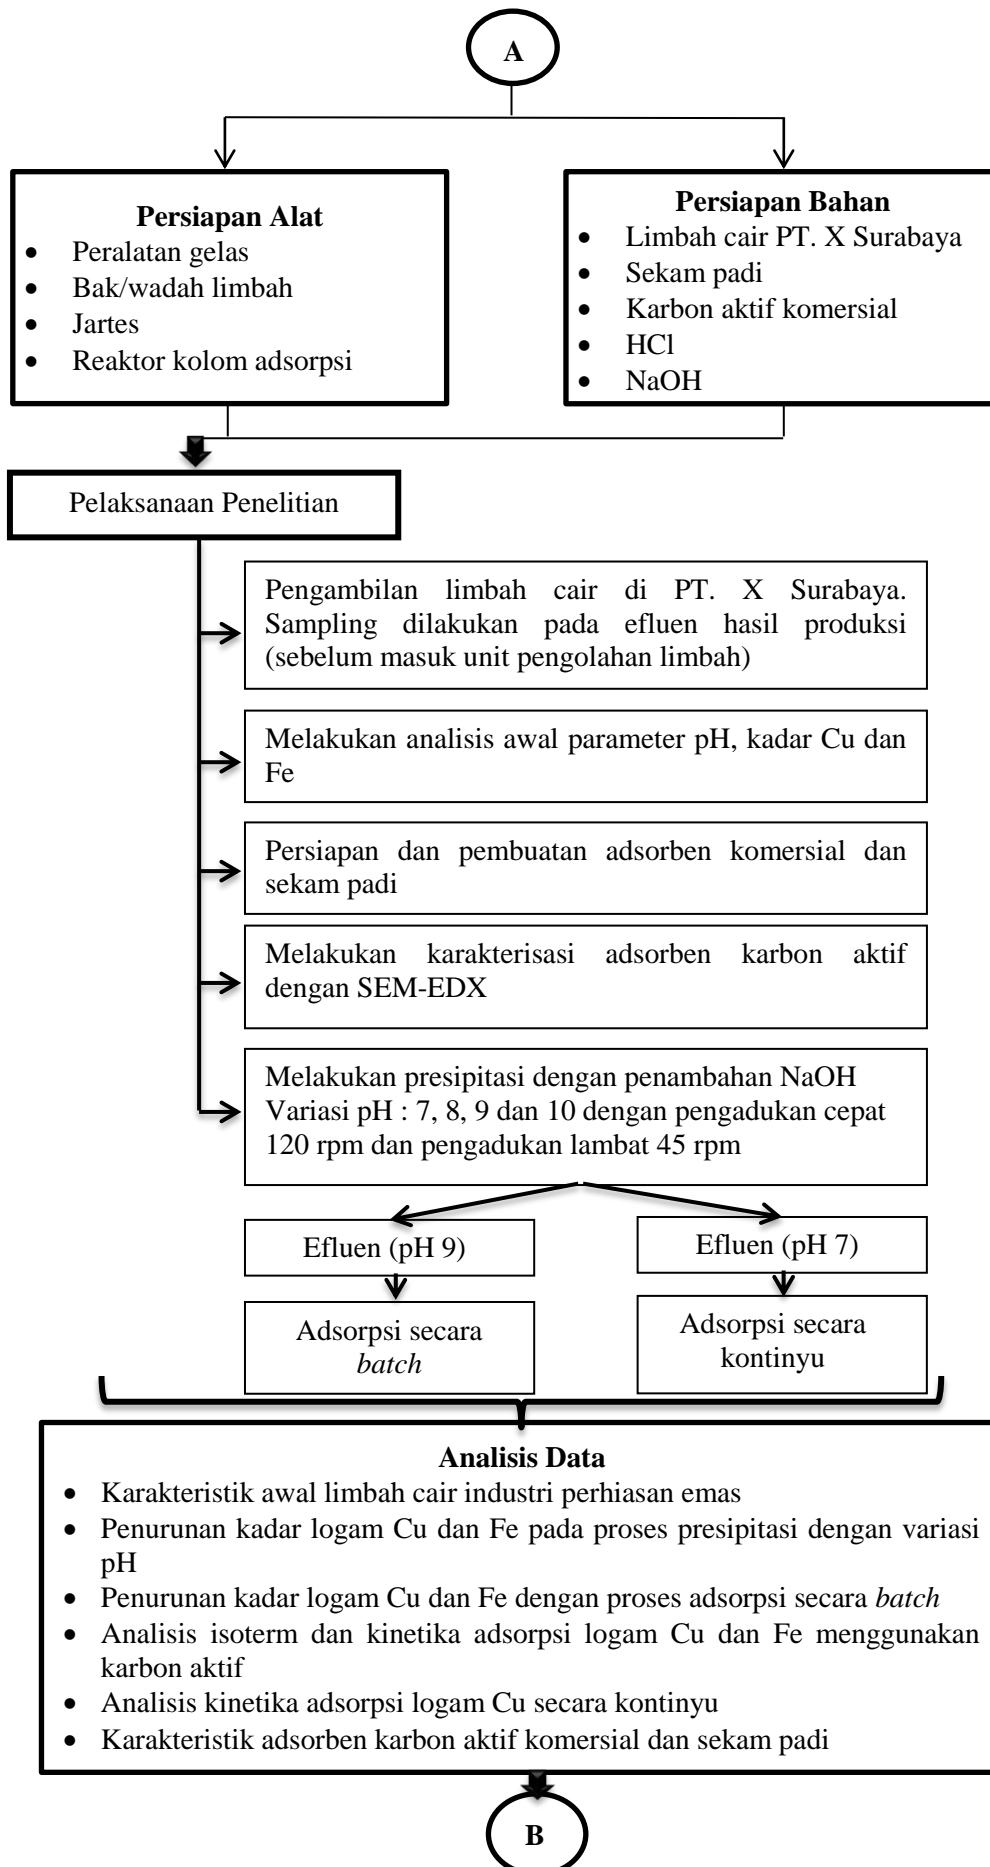 A
Persiapan Alat
• Peralatan gelas
• Bak/wadah limbah
• Jartes
• Reaktor kolom adsorpsi
Persiapan Bahan
• Limbah cair PT. X Surabaya
• Sekam padi
• Karbon aktif komersial
• HCl
• NaOH
Pelaksanaan Penelitian
Pengambilan limbah cair di PT. X Surabaya.
Sampling dilakukan pada efluen hasil produksi
(sebelum masuk unit pengolahan limbah)
Melakukan analisis awal parameter pH, kadar Cu dan
Fe
Persiapan dan pembuatan adsorben komersial dan
sekam padi
Melakukan karakterisasi adsorben karbon aktif
dengan SEM-EDX
Melakukan presipitasi dengan penambahan NaOH
Variasi pH : 7, 8, 9 dan 10 dengan pengadukan cepat
120 rpm dan pengadukan lambat 45 rpm
Efluen (pH 9)
Efluen (pH 7)
Adsorpsi secara
batch
Adsorpsi secara
kontinyu
Analisis Data
• Karakteristik awal limbah cair industri perhiasan emas
• Penurunan kadar logam Cu dan Fe pada proses presipitasi dengan variasi
pH
• Penurunan kadar logam Cu dan Fe dengan proses adsorpsi secara batch
• Analisis isoterm dan kinetika adsorpsi logam Cu dan Fe menggunakan
karbon aktif
• Analisis kinetika adsorpsi logam Cu secara kontinyu
• Karakteristik adsorben karbon aktif komersial dan sekam padi
B